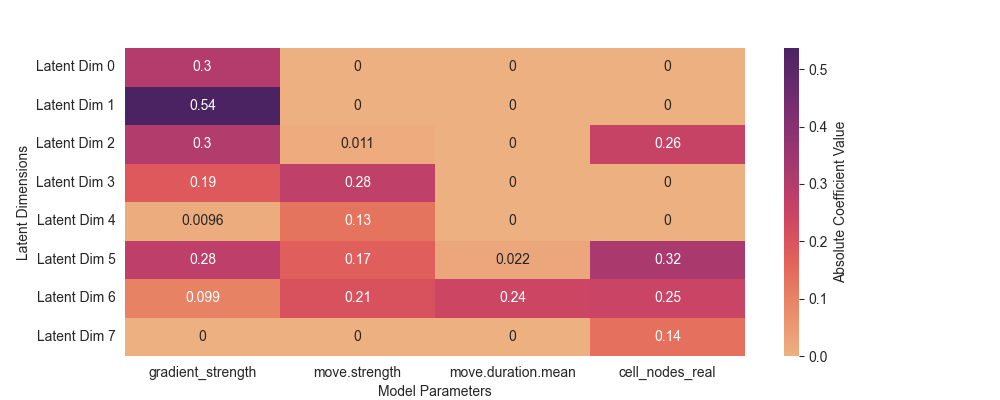 Latent Dimensions
Latent Dim 0 0.3 0 0 0
Latent Dim 1 0.54 0 0 0
Latent Dim 2 0.3 0.011 0 0.26
Latent Dim 3 0.19 0.28 0 0
Latent Dim 4 0.0096 0.13 0 0
Latent Dim 5 0.28 0.17 0.022 0.32
Latent Dim 6 0.099 0.21 0.24 0.25
Latent Dim 7 0 0 0 0.14
gradient_strength move.strength move.duration.mean cell_nodes_real
Model Parameters
0.5
0.4
0.3
0.2
0.1
0.0
Absolute Coefficient Value